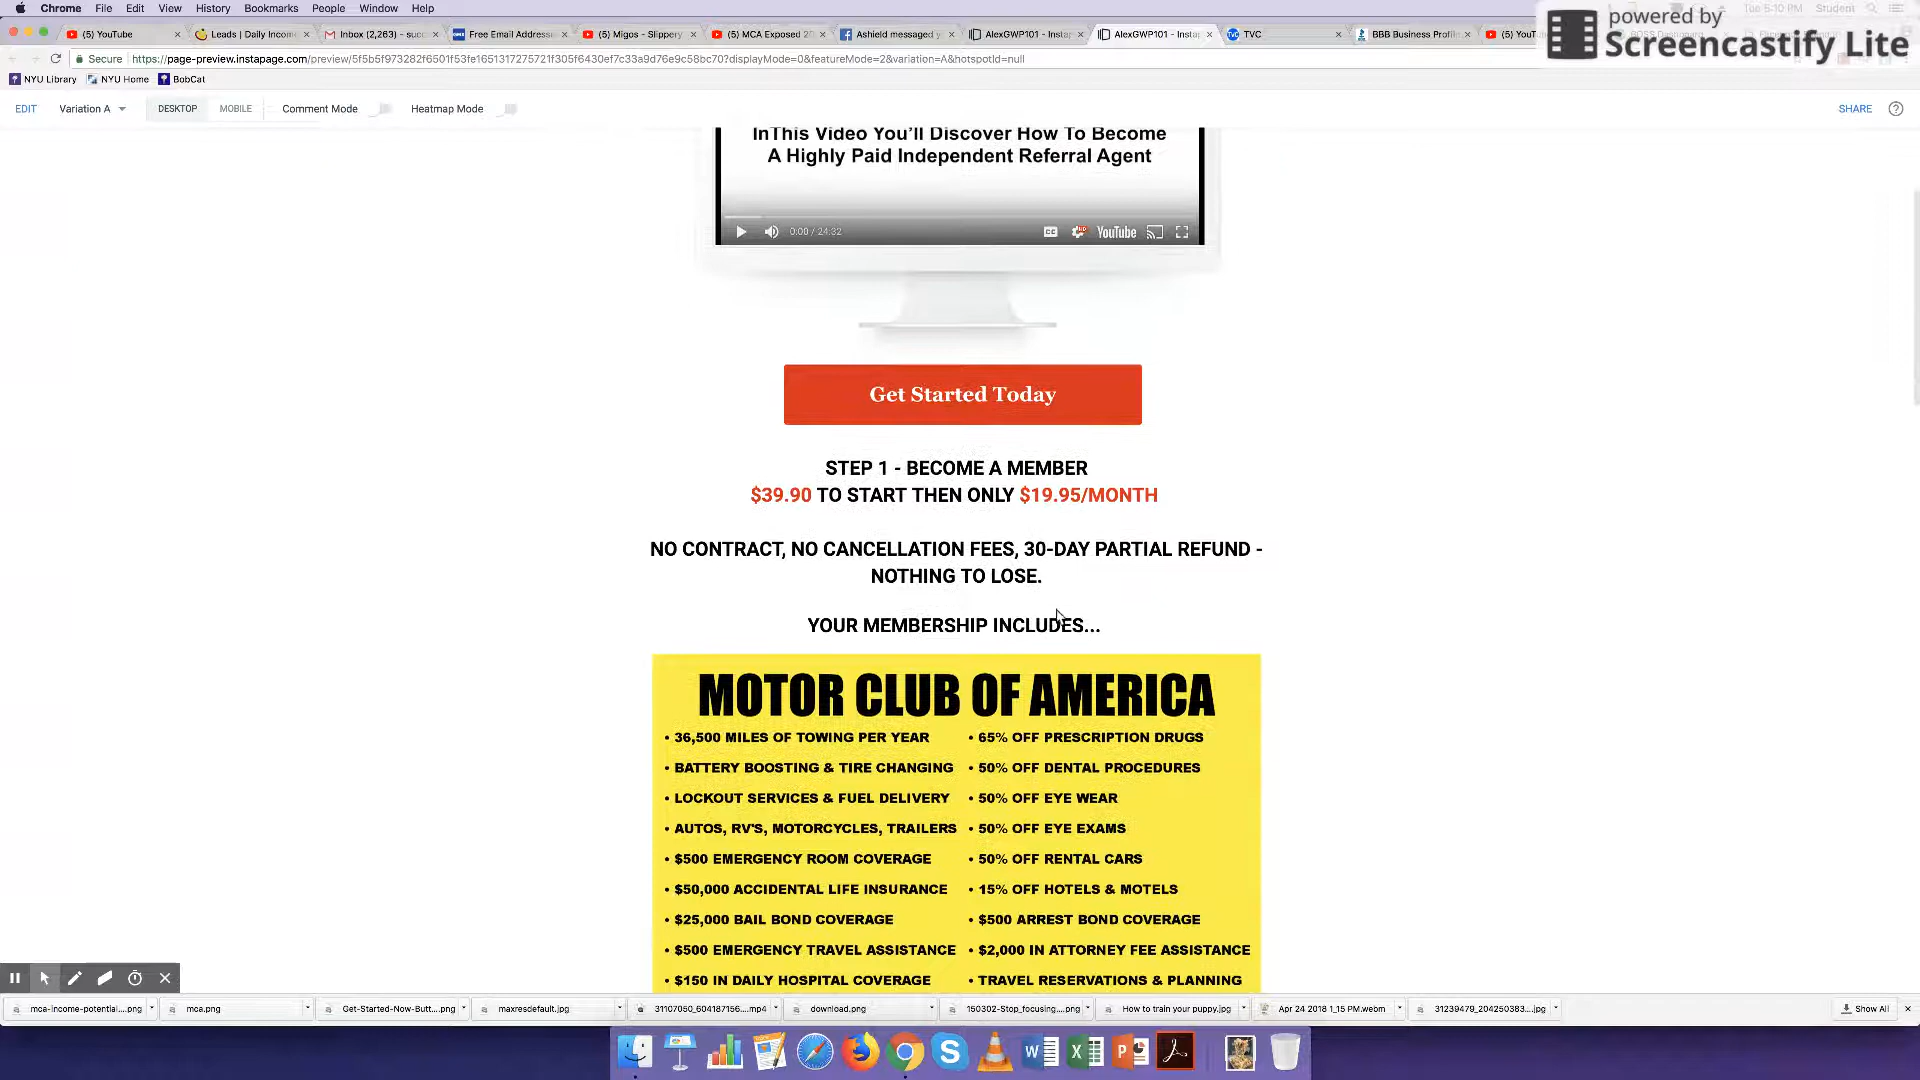 Chrome File Edit View History Bookmarks People Window Help
Tue 5:10 PM Student
powered by
Screencastify Lite
(5) YouTube
Leads | Daily Incom
Inbox (2,263) - suc
Free Email Address
(5) Migos - Slippery
(5) MCA Exposed 2
Ashield messaged y
AlexGWP101 - Insta
AlexGWP101 - Insta
TVC
BBB Business Profile
(5) YouT
Secure https://page-preview.instapage.com/preview/5f5b5f973282f6501f53fe1651317275721f305f6430ef7c33a9d76e9c58bc70?displayMode=0&featureMode=2&variation=A&hotspotId=null
NYU Library NYU Home BobCat
EDIT Variation A DESKTOP MOBILE Comment Mode Heatmap Mode SHARE ?
InThis Video You'll Discover How To Become
A Highly Paid Independent Referral Agent
0:00 / 24:32 CC HD YouTube
Get Started Today
STEP 1 - BECOME A MEMBER
$39.90 TO START THEN ONLY $19.95/MONTH
NO CONTRACT, NO CANCELLATION FEES, 30-DAY PARTIAL REFUND -
NOTHING TO LOSE.
YOUR MEMBERSHIP INCLUDES...
MOTOR CLUB OF AMERICA
• 36,500 MILES OF TOWING PER YEAR
• BATTERY BOOSTING & TIRE CHANGING
• LOCKOUT SERVICES & FUEL DELIVERY
• AUTOS, RV'S, MOTORCYCLES, TRAILERS
• $500 EMERGENCY ROOM COVERAGE
• $50,000 ACCIDENTAL LIFE INSURANCE
• $25,000 BAIL BOND COVERAGE
• $500 EMERGENCY TRAVEL ASSISTANCE
• $150 IN DAILY HOSPITAL COVERAGE
• 65% OFF PRESCRIPTION DRUGS
• 50% OFF DENTAL PROCEDURES
• 50% OFF EYE WEAR
• 50% OFF EYE EXAMS
• 50% OFF RENTAL CARS
• 15% OFF HOTELS & MOTELS
• $500 ARREST BOND COVERAGE
• $2,000 IN ATTORNEY FEE ASSISTANCE
• TRAVEL RESERVATIONS & PLANNING
mca-income-potential....png
mca.png
Get-Started-Now-Butt....png
maxresdefault.jpg
31107050_604187156....mp4
download.png
150302-Stop_focusing....png
How to train your puppy.jpg
Apr 24 2018 1_15 PM.webm
31239479_204250383....jpg
Show All